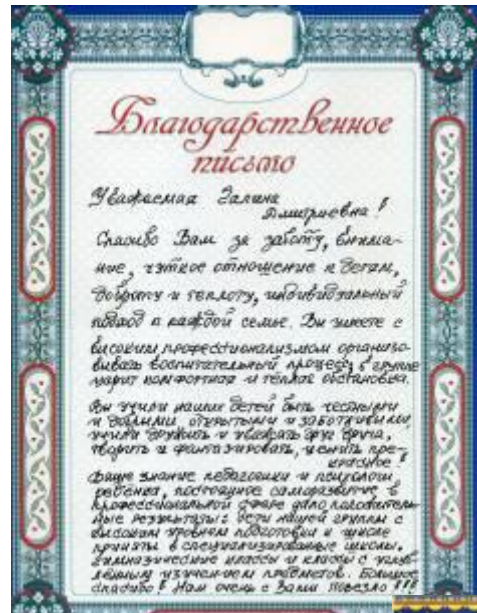 Благодарственное
письмо
Уважаемая Галина
Дмитриевна!
Спасибо Вам за заботу, внима-
ние, чуткое отношение к детям,
доброту и теплоту, индивидуальный
подход к каждой семье. Вы умеете с
высоким профессионализмом организо-
вывать воспитательный процесс, в группе
царит комфортная и тёплая обстановка.
Вы учили наших детей быть честными
и добрыми, открытыми и заботливыми,
учили дружить и уважать друг друга,
творить и фантазировать, ценить пре-
красное!
Ваше знание педагогики и психологии
ребёнка, постоянное саморазвитие в
профессиональной сфере дало положитель-
ные результаты: дети нашей группы с
высоким уровнем подготовки к школе
приняты в специализированные школы,
гимназические классы и классы с углуб-
лённым изучением предметов. Большое
спасибо! Нам очень с Вами повезло!!!